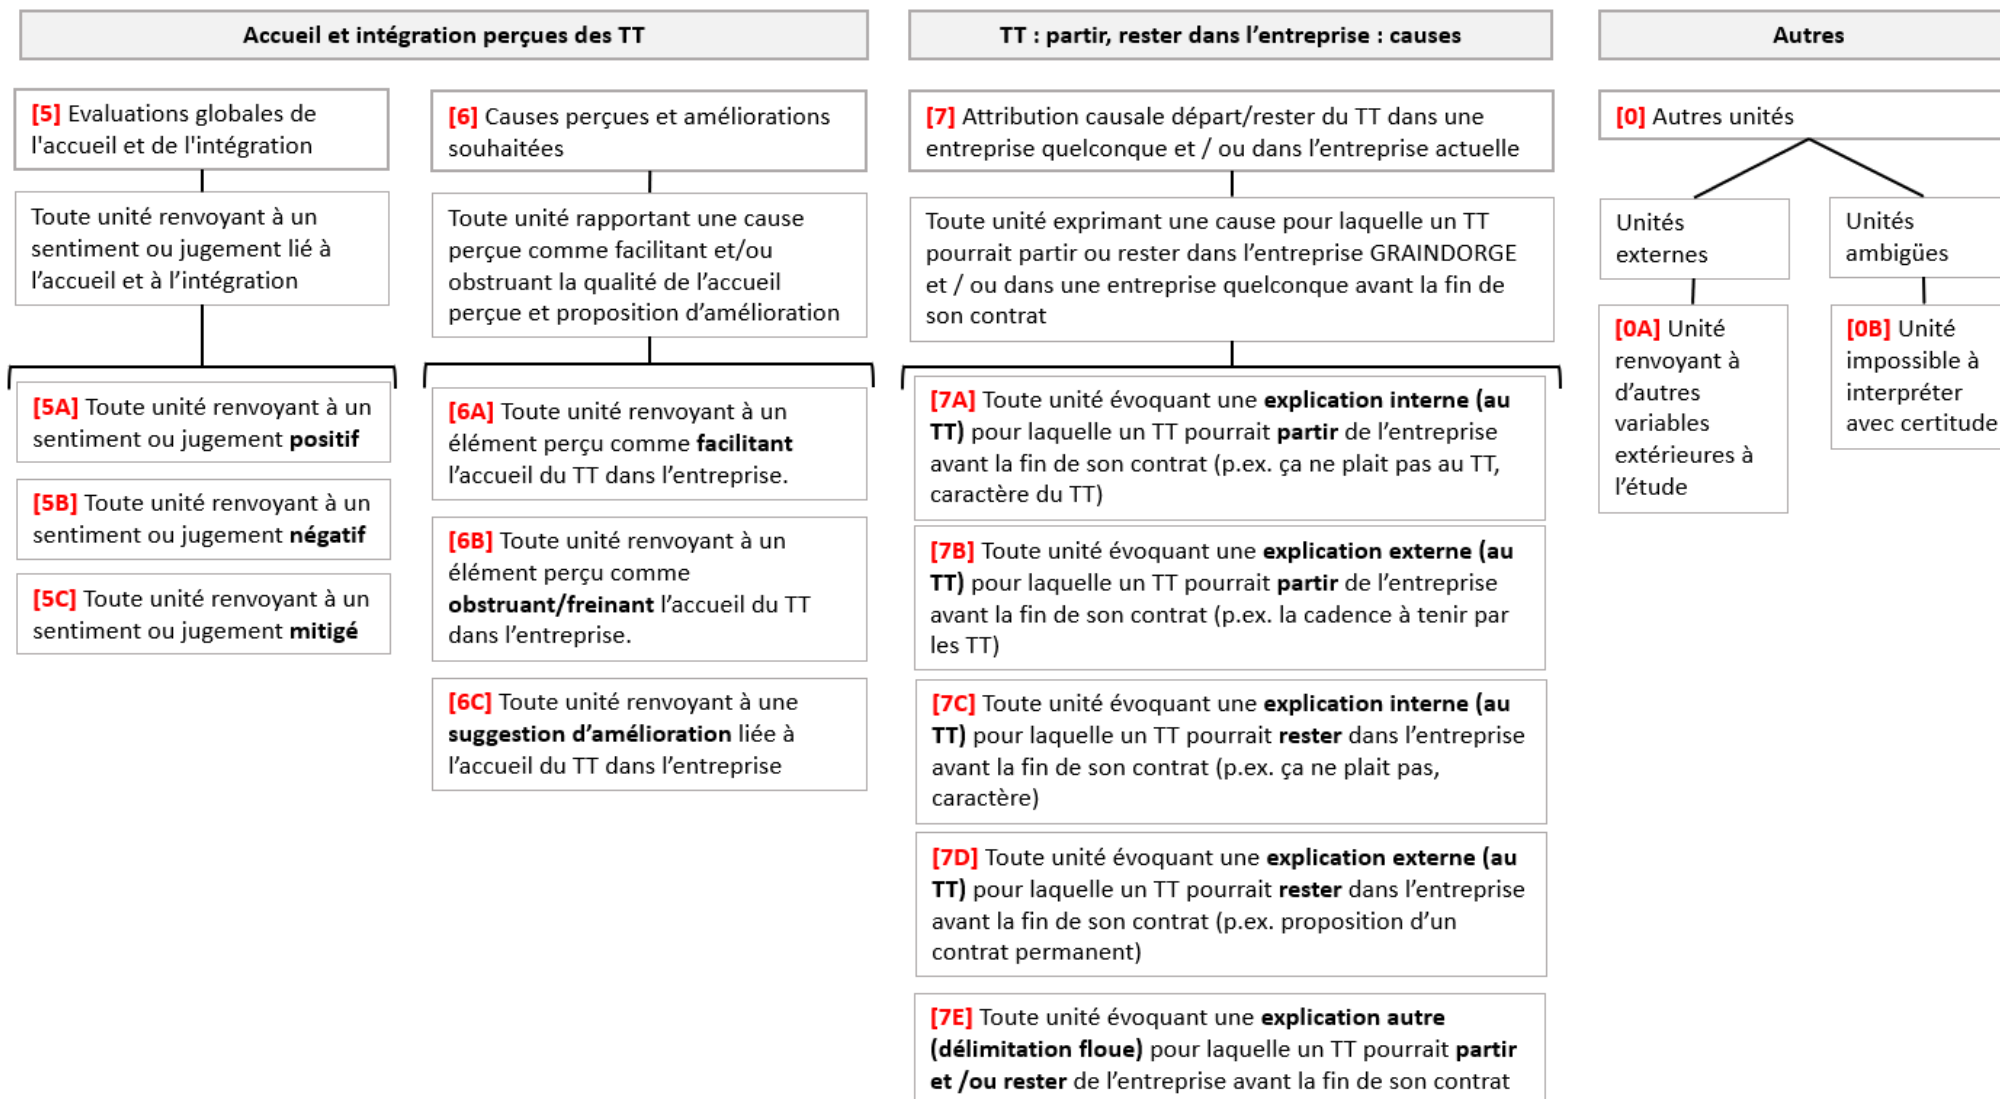 Accueil et intégration perçues des TT
[5] Evaluations globales de
l'accueil et de l'intégration
Toute unité renvoyant à un
sentiment ou jugement lié à
l’accueil et à l’intégration
[5A] Toute unité renvoyant à un
sentiment ou jugement positif
[5B] Toute unité renvoyant à un
sentiment ou jugement négatif
[5C] Toute unité renvoyant à un
sentiment ou jugement mitigé
[6] Causes perçues et améliorations
souhaitées
Toute unité rapportant une cause
perçue comme facilitant et/ou
obstruant la qualité de l’accueil
perçue et proposition d’amélioration
[6A] Toute unité renvoyant à un
élément perçu comme facilitant
l’accueil du TT dans l’entreprise.
[6B] Toute unité renvoyant à un
élément perçu comme
obstruant/freinant l’accueil du TT
dans l’entreprise.
[6C] Toute unité renvoyant à une
suggestion d’amélioration liée à
l’accueil du TT dans l’entreprise
TT : partir, rester dans l’entreprise : causes
[7] Attribution causale départ/rester du TT dans une
entreprise quelconque et / ou dans l’entreprise actuelle
Toute unité exprimant une cause pour laquelle un TT
pourrait partir ou rester dans l’entreprise GRAINDORGE
et / ou dans une entreprise quelconque avant la fin de
son contrat
[7A] Toute unité évoquant une explication interne (au
TT) pour laquelle un TT pourrait partir de l’entreprise
avant la fin de son contrat (p.ex. ça ne plait pas au TT,
caractère du TT)
[7B] Toute unité évoquant une explication externe (au
TT) pour laquelle un TT pourrait partir de l’entreprise
avant la fin de son contrat (p.ex. la cadence à tenir par
les TT)
[7C] Toute unité évoquant une explication interne (au
TT) pour laquelle un TT pourrait rester dans l’entreprise
avant la fin de son contrat (p.ex. ça ne plait pas,
caractère)
[7D] Toute unité évoquant une explication externe (au
TT) pour laquelle un TT pourrait rester dans l’entreprise
avant la fin de son contrat (p.ex. proposition d’un
contrat permanent)
[7E] Toute unité évoquant une explication autre
(délimitation floue) pour laquelle un TT pourrait partir
et /ou rester de l’entreprise avant la fin de son contrat
Autres
[0] Autres unités
Unités
externes
[0A] Unité
renvoyant à
d’autres
variables
extérieures à
l’étude
Unités
ambigües
[0B] Unité
impossible à
interpréter
avec certitude